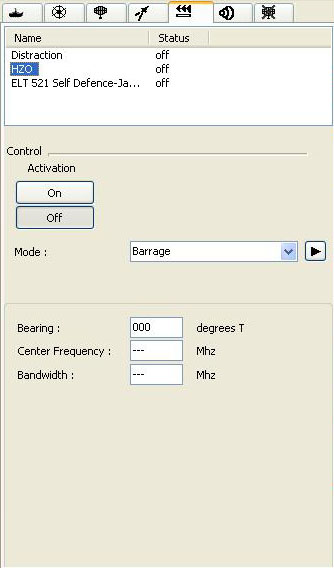 Name Status
Distraction off
HZO off
ELT 521 Self Defence-Ja... off
Control
Activation
On
Off
Mode : Barrage
Bearing : 000 degrees T
Center Frequency : --- Mhz
Bandwidth : --- Mhz